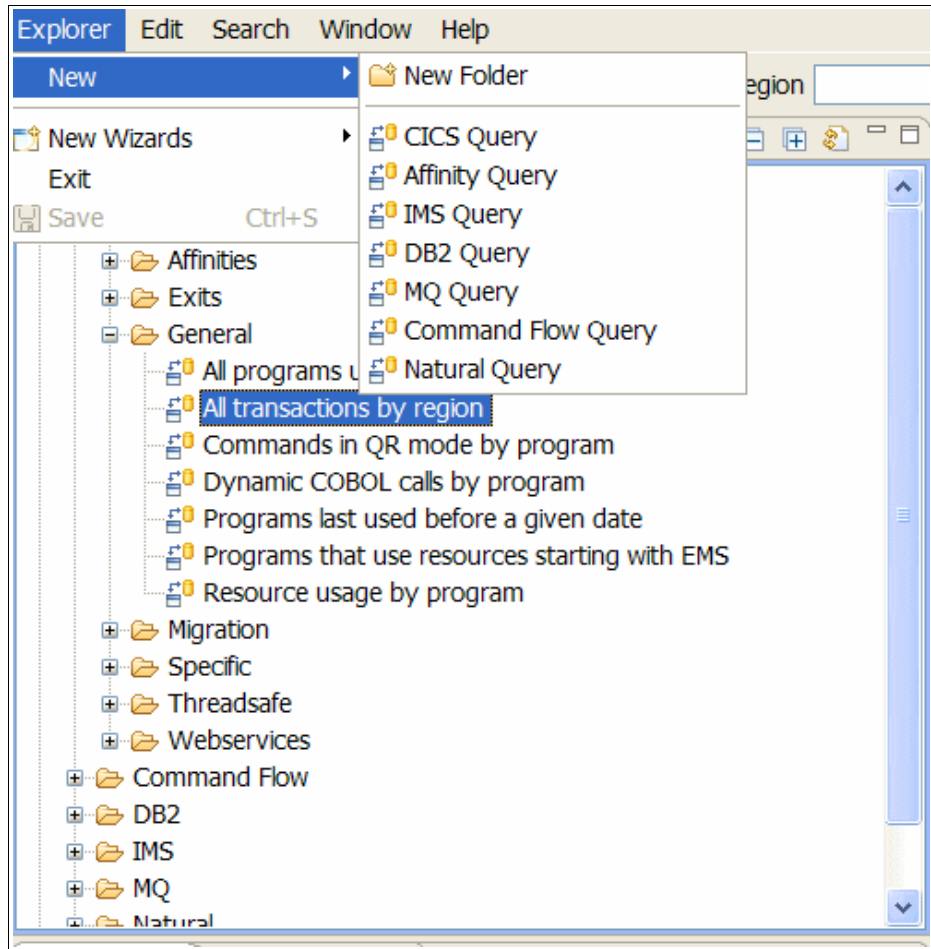 Explorer Edit Search Window Help
New
New Folder
egion
CICS Query
New Wizards
Affinity Query
Exit
IMS Query
Save Ctrl+S
DB2 Query
Affinities
MQ Query
Exits
Command Flow Query
General
Natural Query
All programs u
All transactions by region
Commands in QR mode by program
Dynamic COBOL calls by program
Programs last used before a given date
Programs that use resources starting with EMS
Resource usage by program
Migration
Specific
Threadsafe
Webservices
Command Flow
DB2
IMS
MQ
Natural